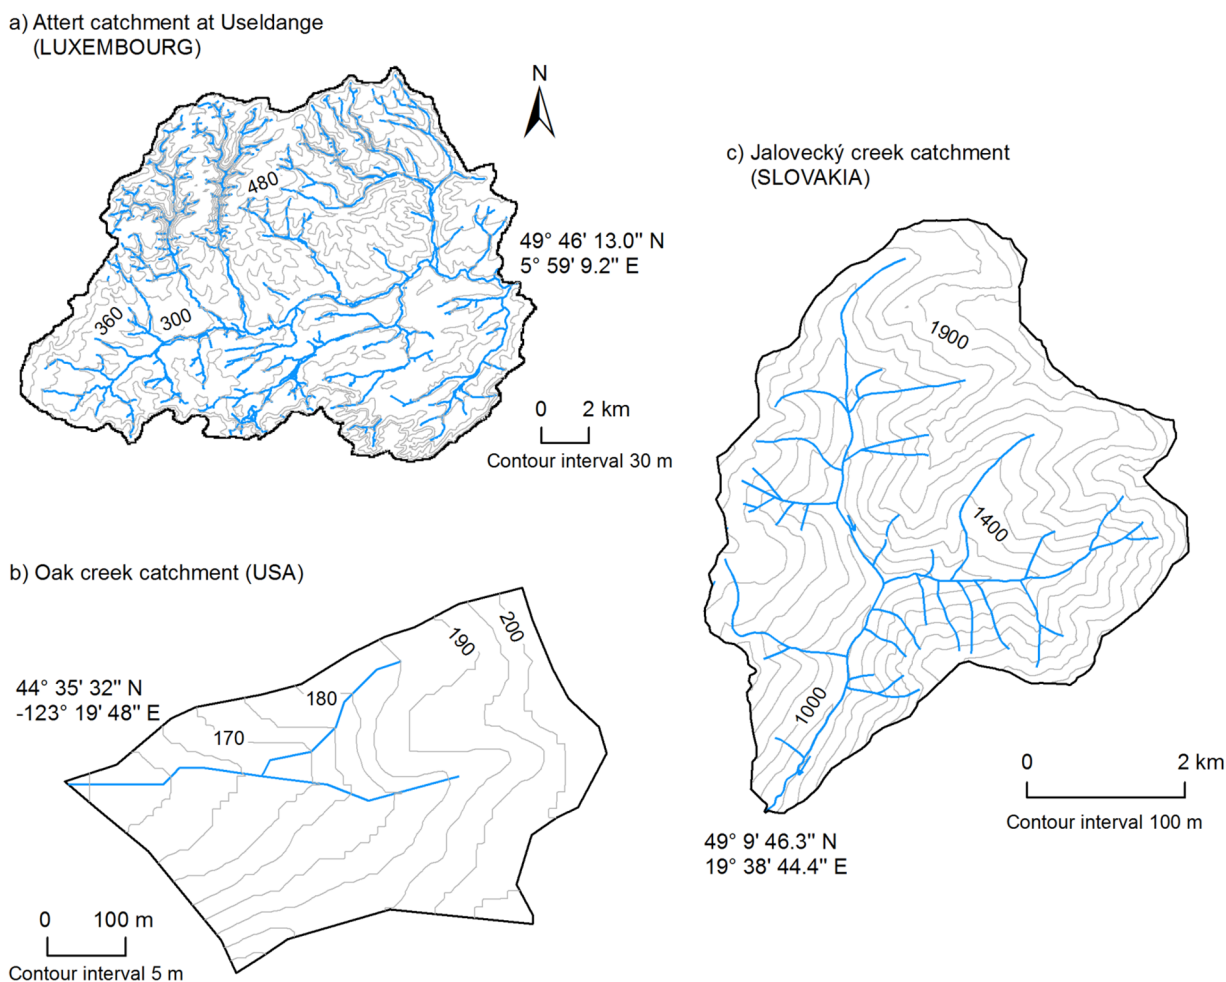 a) Attert catchment at Useldange
(LUXEMBOURG)
N
480
360
300
49° 46' 13.0'' N
5° 59' 9.2'' E
0 2 km
Contour interval 30 m
b) Oak creek catchment (USA)
44° 35' 32'' N
-123° 19' 48'' E
200
190
180
170
0 100 m
Contour interval 5 m
c) Jalovecký creek catchment
(SLOVAKIA)
1900
1400
1000
0 2 km
Contour interval 100 m
49° 9' 46.3'' N
19° 38' 44.4'' E